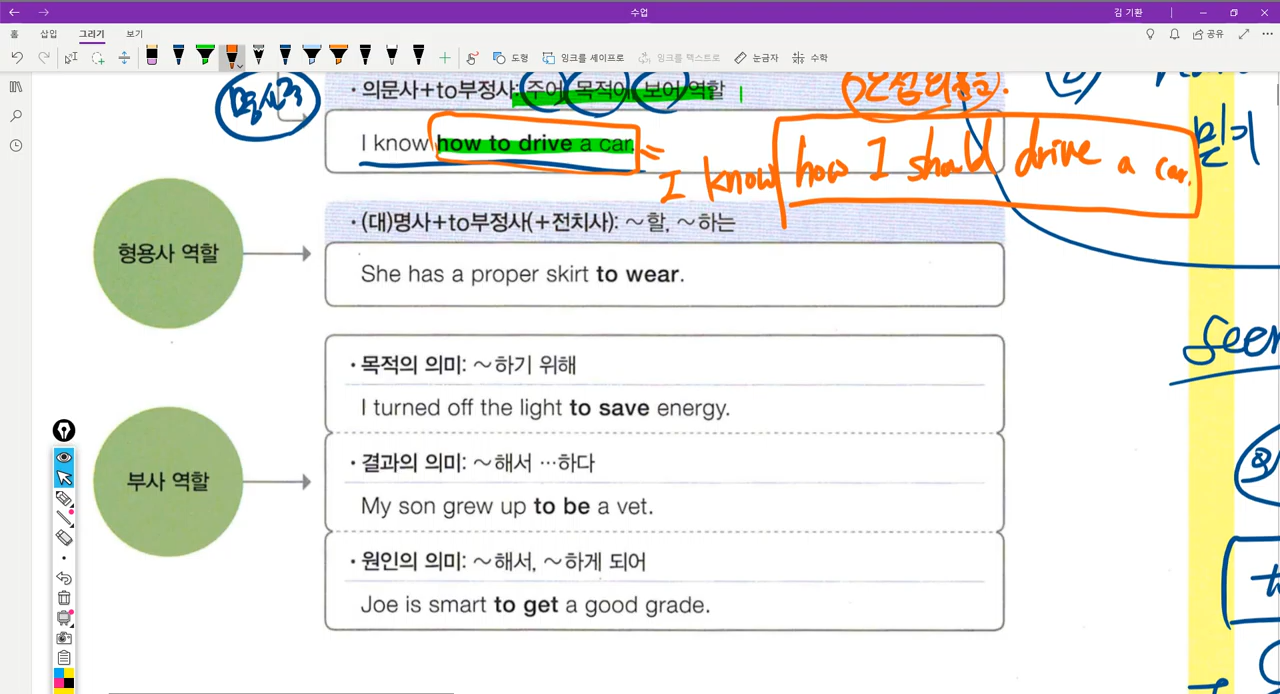 수업
김 기환
홈 삽입 그리기 보기
공유
도형 잉크를 셰이프로 잉크를 텍스트로 눈금자 수학
명사구
· 의문사+to부정사: 주어, 목적어, 보어 역할
I know how to drive a car.
= I know how I should drive a car.
믿기
형용사 역할
· (대)명사+to부정사(+전치사): ~할, ~하는
She has a proper skirt to wear.
부사 역할
· 목적의 의미: ~하기 위해
I turned off the light to save energy.
· 결과의 의미: ~해서 …하다
My son grew up to be a vet.
· 원인의 의미: ~해서, ~하게 되어
Joe is smart to get a good grade.